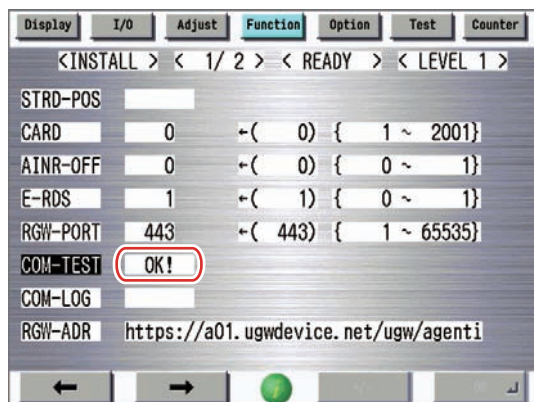 Display I/O Adjust Function Option Test Counter
<INSTALL > < 1/ 2 > < READY > < LEVEL 1 >
STRD-POS
CARD 0 ←( 0) { 1 ~ 2001}
AINR-OFF 0 ←( 0) { 0 ~ 1}
E-RDS 1 ←( 1) { 0 ~ 1}
RGW-PORT 443 ←( 443) { 1 ~ 65535}
COM-TEST OK!
COM-LOG
RGW-ADR https://a01.ugwdevice.net/ugw/agenti
← → i +/- OK ↵